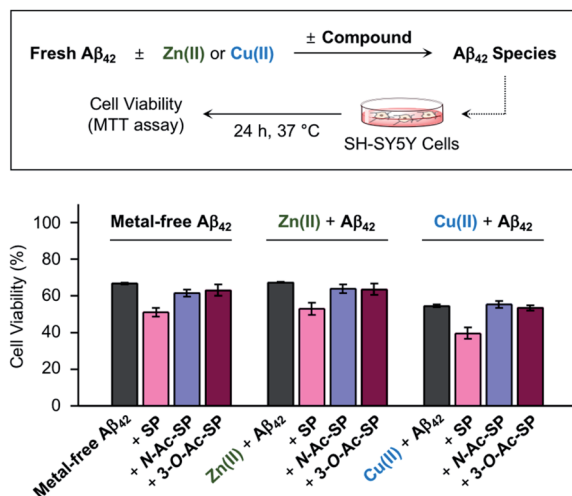 Fresh Aβ₄₂ ± Zn(II) or Cu(II) ± Compound Aβ₄₂ Species
Cell Viability
(MTT assay)
24 h, 37 °C
SH-SY5Y Cells
Metal-free Aβ₄₂ Zn(II) + Aβ₄₂ Cu(II) + Aβ₄₂
Cell Viability (%)
100
80
60
40
20
0
Metal-free Aβ₄₂
+ SP
+ N-Ac-SP
+ 3-O-Ac-SP
Zn(II) + Aβ₄₂
+ SP
+ N-Ac-SP
+ 3-O-Ac-SP
Cu(II) + Aβ₄₂
+ SP
+ N-Ac-SP
+ 3-O-Ac-SP